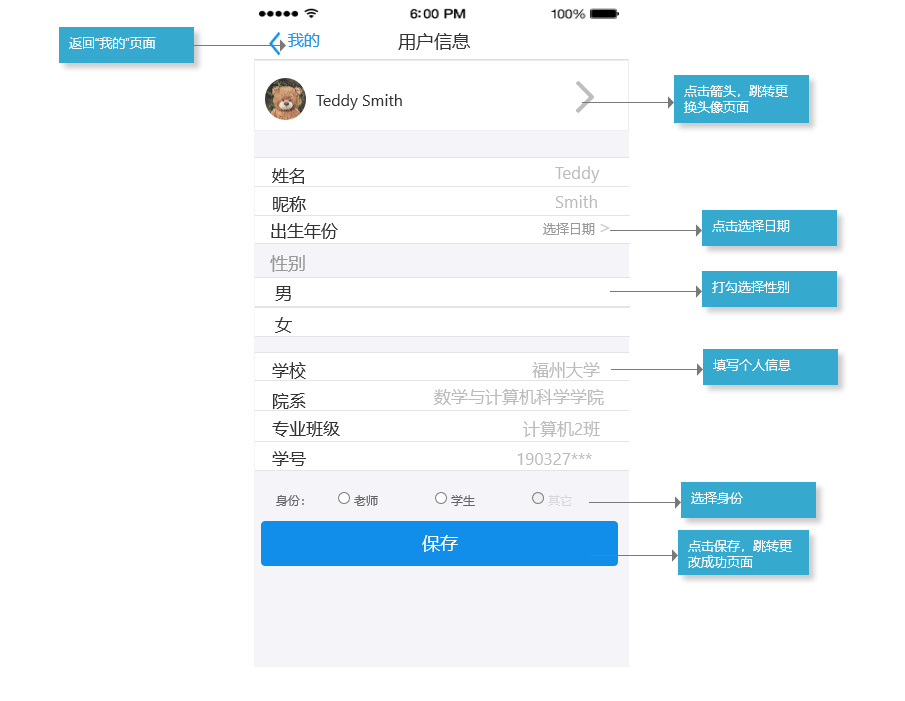 6:00 PM
100%
返回“我的”页面
我的
用户信息
Teddy Smith
点击箭头，跳转更
换头像页面
姓名
Teddy
昵称
Smith
出生年份
选择日期 >
点击选择日期
性别
男
打勾选择性别
女
学校
福州大学
填写个人信息
院系
数学与计算机科学学院
专业班级
计算机2班
学号
190327***
身份：
老师
学生
其它
选择身份
保存
点击保存，跳转更
改成功页面